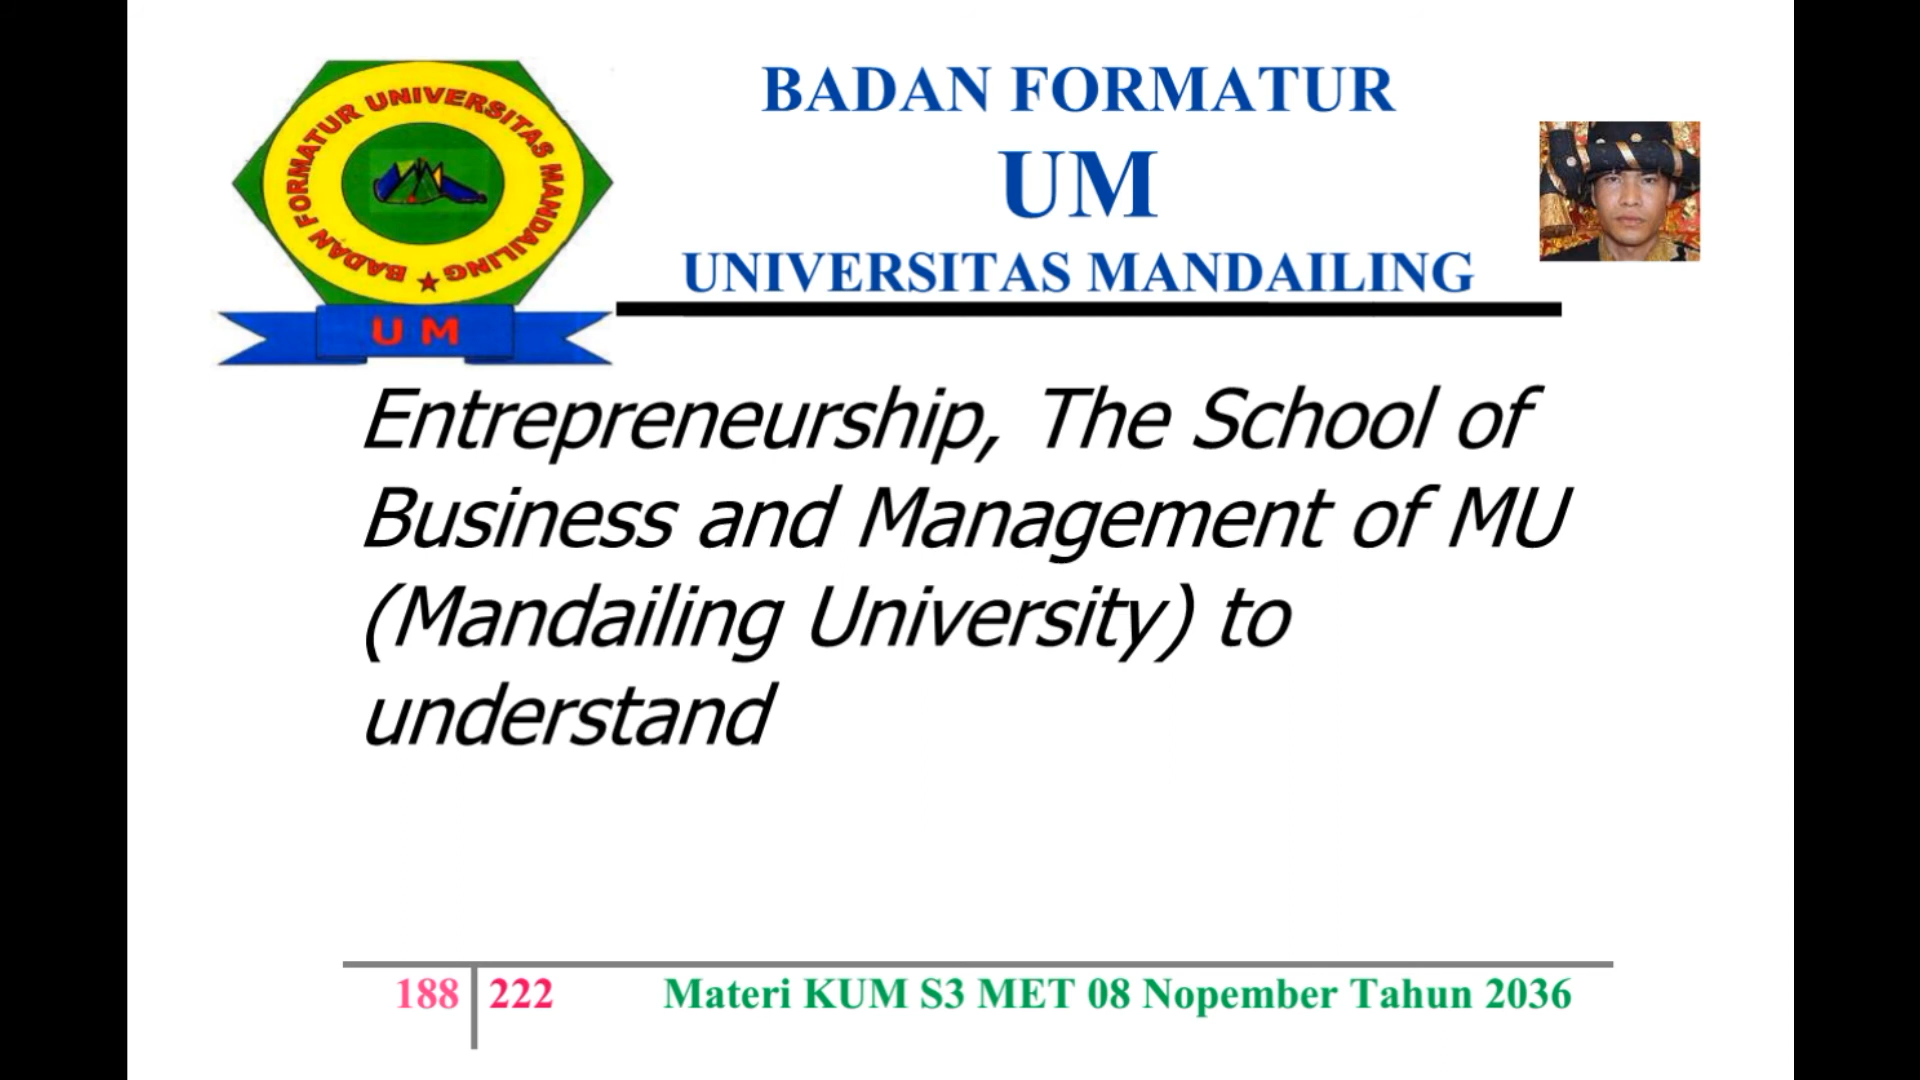 BADAN FORMATUR UNIVERSITAS MANDAILING
U M
BADAN FORMATUR
UM
UNIVERSITAS MANDAILING
Entrepreneurship, The School of
Business and Management of MU
(Mandailing University) to
understand
188 222 Materi KUM S3 MET 08 Nopember Tahun 2036